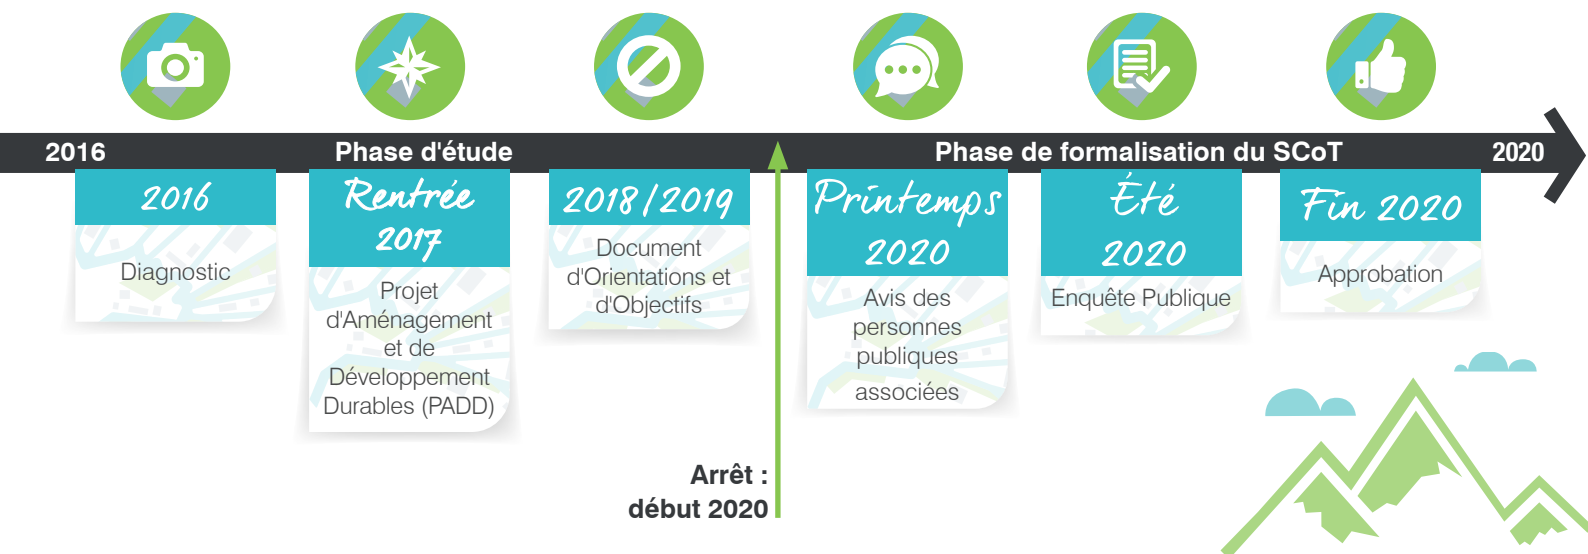 2016
Phase d'étude
Phase de formalisation du SCoT
2020
2016
Diagnostic
Rentrée
2017
Projet
d'Aménagement
et de
Développement
Durables (PADD)
2018/2019
Document
d'Orientations et
d'Objectifs
Arrêt :
début 2020
Printemps
2020
Avis des
personnes
publiques
associées
Été
2020
Enquête Publique
Fin 2020
Approbation